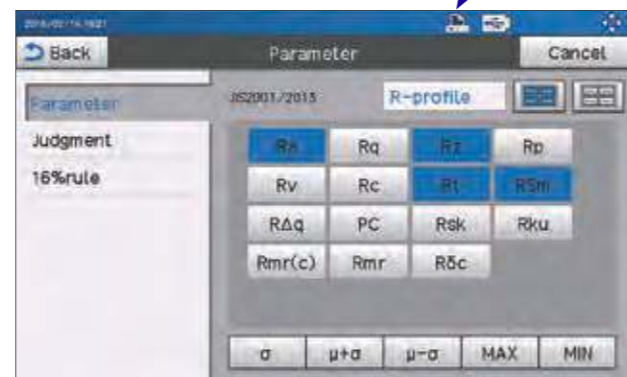 Back Parameter Cancel
Parameter JIS2001/2013 R-profile
Judgment Ra Rq Rz Rp
16%rule Rv Rc Rt RSm
RΔq PC Rsk Rku
Rmr(c) Rmr Rδc
σ μ+σ μ-σ MAX MIN